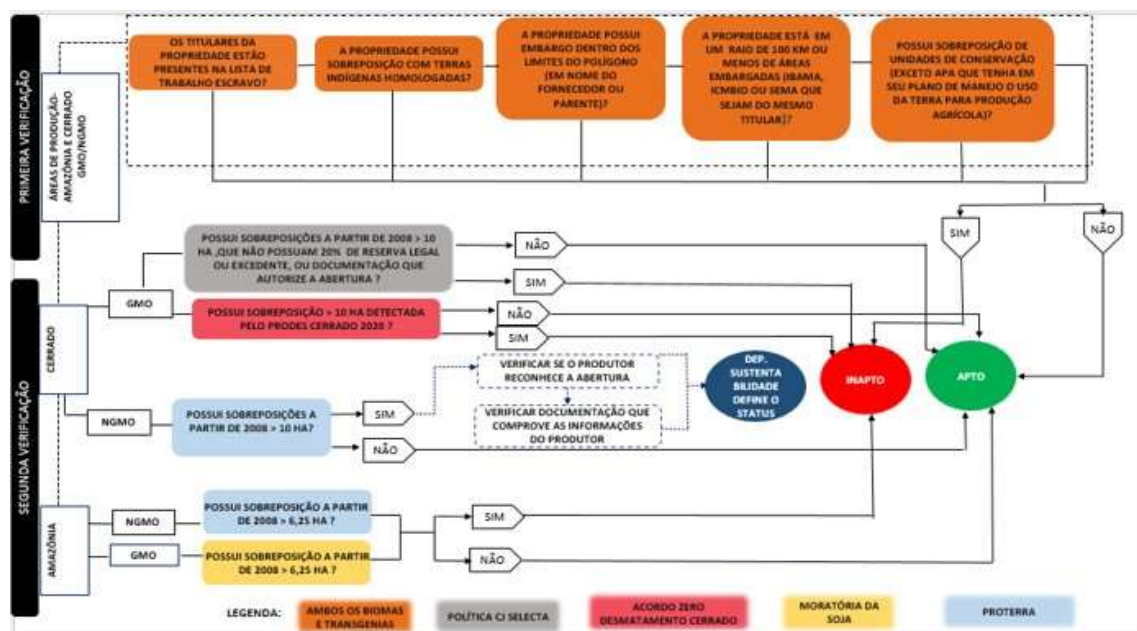 PRIMEIRA VERIFICAÇÃO
ÁREAS DE PRODUÇÃO-
AMAZÔNIA E CERRADO
GMO/NGMO
OS TITULARES DA
PROPRIEDADE ESTÃO
PRESENTES NA LISTA DE
TRABALHO ESCRAVO?
A PROPRIEDADE POSSUI
SOBREPOSIÇÃO COM TERRAS
INDÍGENAS HOMOLOGADAS?
A PROPRIEDADE POSSUI
EMBARGO DENTRO DOS
LIMITES DO POLÍGONO
(EM NOME DO
FORNECEDOR OU
PARENTE)?
A PROPRIEDADE ESTÁ EM
UM RAIO DE 100 KM OU
MENOS DE ÁREAS
EMBARGADAS (IBAMA,
ICMBIO OU SEMA QUE
SEJAM DO MESMO
TITULAR)?
POSSUI SOBREPOSIÇÃO DE
UNIDADES DE CONSERVAÇÃO
(EXCETO APA QUE TENHA EM
SEU PLANO DE MANEJO O USO
DA TERRA PARA PRODUÇÃO
AGRÍCOLA)?
SIM
NÃO
SEGUNDA VERIFICAÇÃO
CERRADO
GMO
POSSUI SOBREPOSIÇÕES A PARTIR DE 2008 > 10
HA ,QUE NÃO POSSUAM 20% DE RESERVA LEGAL
OU EXCEDENTE, OU DOCUMENTAÇÃO QUE
AUTORIZE A ABERTURA ?
NÃO
SIM
POSSUI SOBREPOSIÇÃO > 10 HA DETECTADA
PELO PRODES CERRADO 2020 ?
NÃO
SIM
NGMO
POSSUI SOBREPOSIÇÕES A
PARTIR DE 2008 > 10 HA?
SIM
NÃO
VERIFICAR SE O PRODUTOR
RECONHECE A ABERTURA
VERIFICAR DOCUMENTAÇÃO QUE
COMPROVE AS INFORMAÇÕES
DO PRODUTOR
DEP.
SUSTENTA
BILIDADE
DEFINE O
STATUS
INAPTO
APTO
AMAZÔNIA
NGMO
POSSUI SOBREPOSIÇÃO A PARTIR
DE 2008 > 6,25 HA ?
GMO
POSSUI SOBREPOSIÇÃO A PARTIR
DE 2008 > 6,25 HA ?
SIM
NÃO
LEGENDA:
AMBOS OS BIOMAS
E TRANSGENIAS
POLÍTICA CJ SELECTA
ACORDO ZERO
DESMATAMENTO CERRADO
MORATÓRIA DA
SOJA
PROTERRA